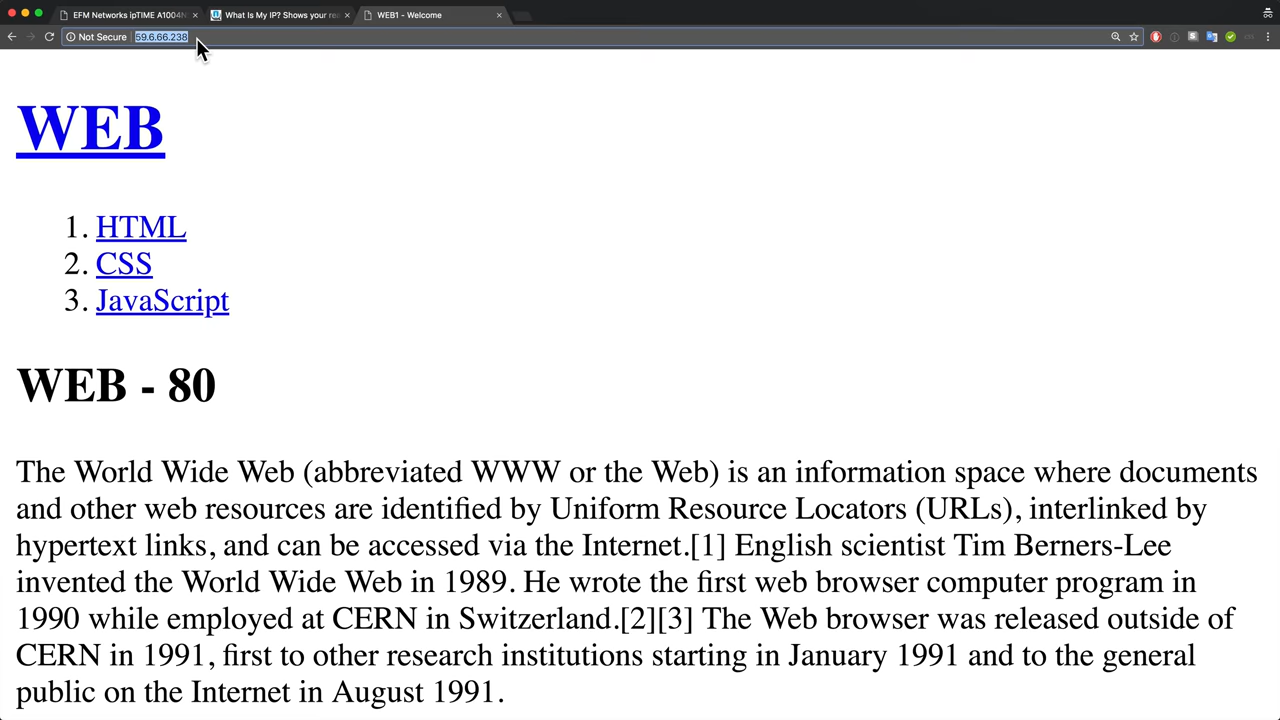 EFM Networks ipTIME A1004N
What Is My IP? Shows your rea
WEB1 - Welcome
Not Secure
59.6.66.238
WEB
1. HTML
2. CSS
3. JavaScript
WEB - 80
The World Wide Web (abbreviated WWW or the Web) is an information space where documents
and other web resources are identified by Uniform Resource Locators (URLs), interlinked by
hypertext links, and can be accessed via the Internet.[1] English scientist Tim Berners-Lee
invented the World Wide Web in 1989. He wrote the first web browser computer program in
1990 while employed at CERN in Switzerland.[2][3] The Web browser was released outside of
CERN in 1991, first to other research institutions starting in January 1991 and to the general
public on the Internet in August 1991.